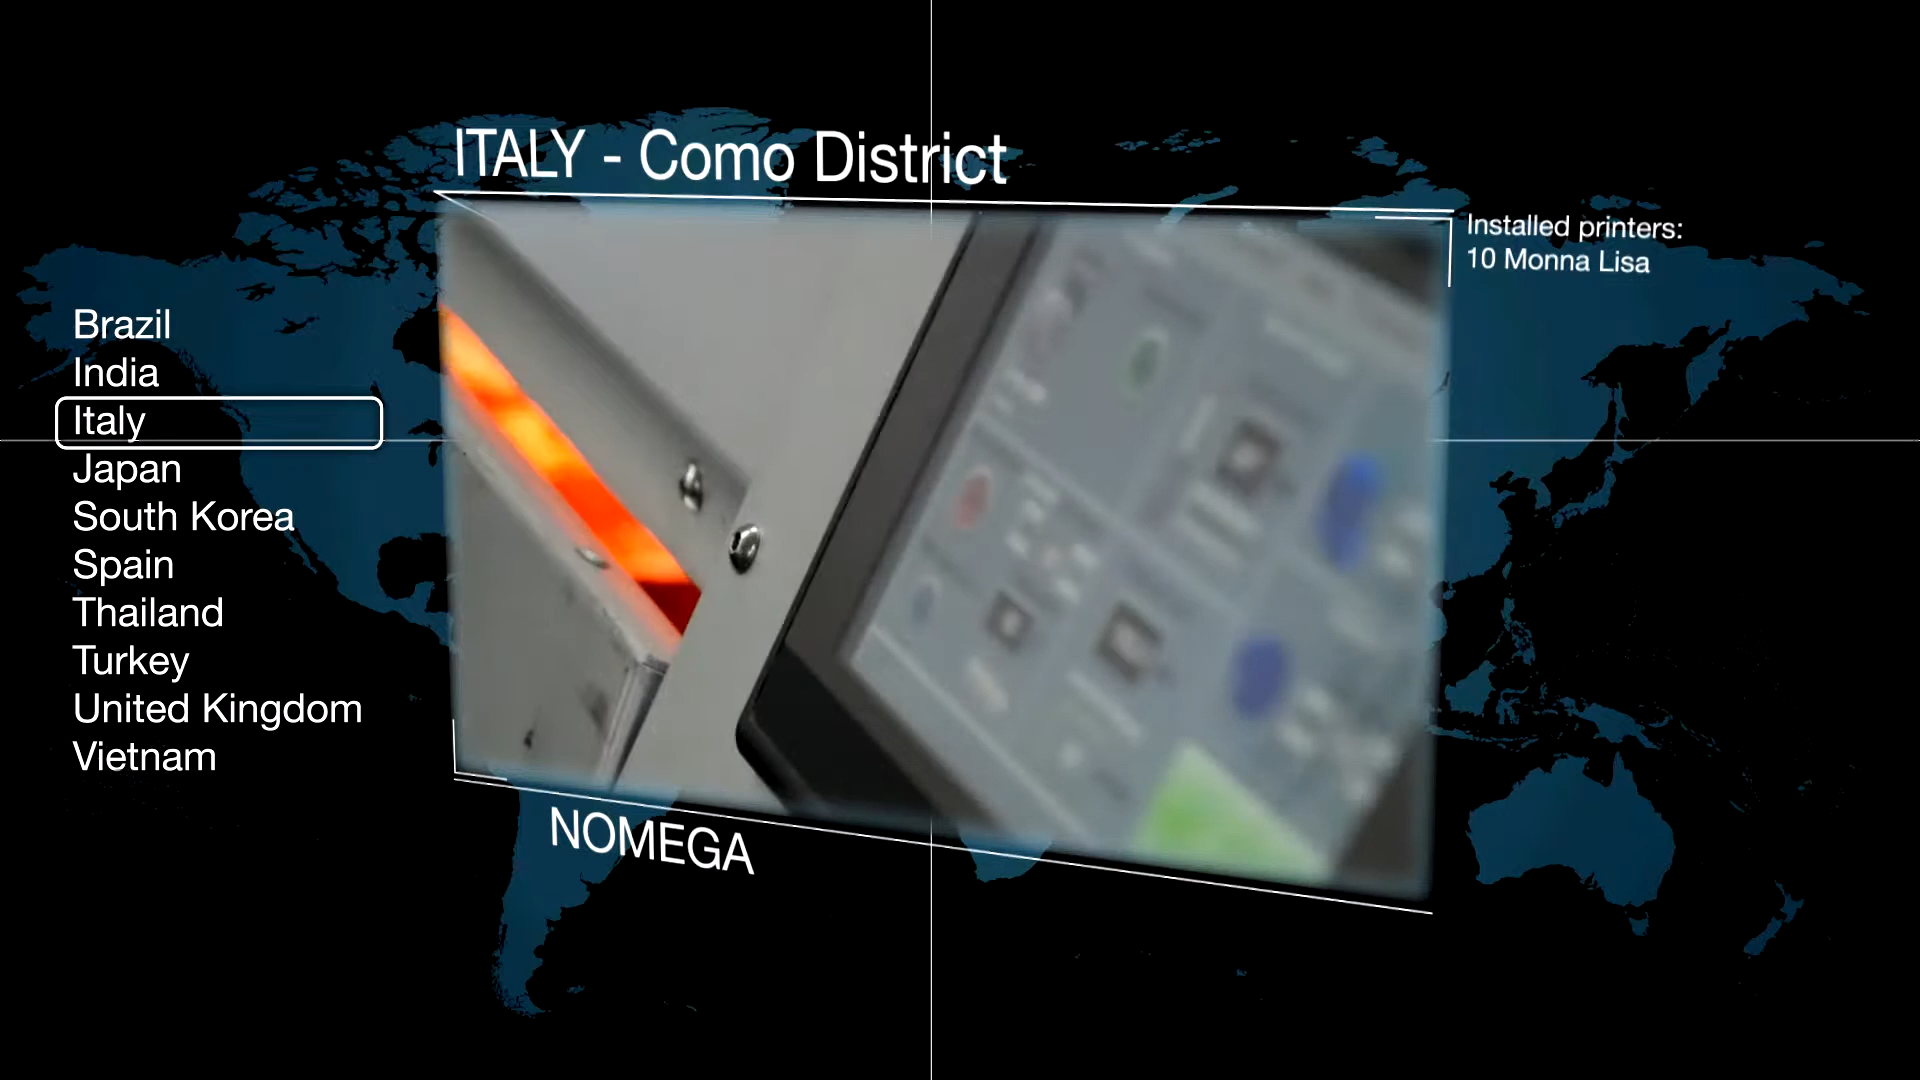 ITALY - Como District
Installed printers:
10 Monna Lisa
Brazil
India
Italy
Japan
South Korea
Spain
Thailand
Turkey
United Kingdom
Vietnam
NOMEGA